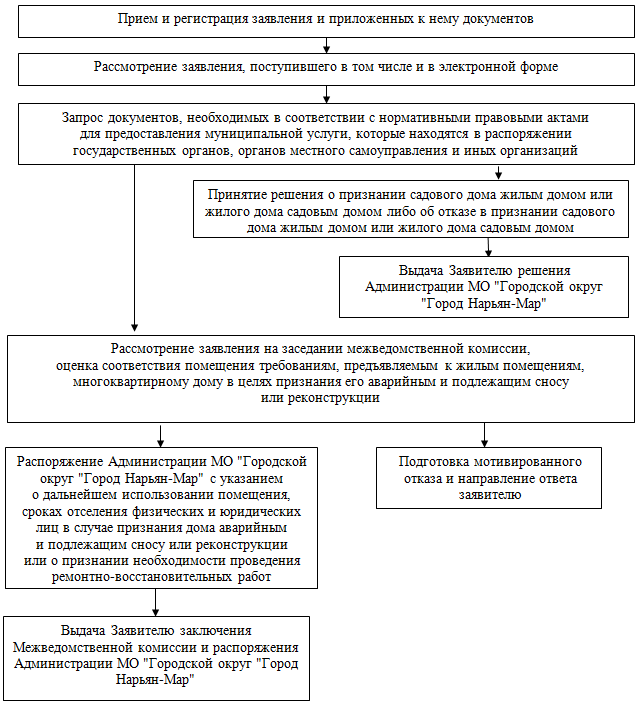 Прием и регистрация заявления и приложенных к нему документов
Рассмотрение заявления, поступившего в том числе и в электронной форме
Запрос документов, необходимых в соответствии с нормативными правовыми актами
для предоставления муниципальной услуги, которые находятся в распоряжении
государственных органов, органов местного самоуправления и иных организаций
Принятие решения о признании садового дома жилым домом или
жилого дома садовым домом либо об отказе в признании садового
дома жилым домом или жилого дома садовым домом
Выдача Заявителю решения
Администрации МО "Городской округ
"Город Нарьян-Мар"
Рассмотрение заявления на заседании межведомственной комиссии,
оценка соответствия помещения требованиям, предъявляемым к жилым помещениям,
многоквартирному дому в целях признания его аварийным и подлежащим сносу
или реконструкции
Распоряжение Администрации МО "Городской
округ "Город Нарьян-Мар" с указанием
о дальнейшем использовании помещения,
сроках отселения физических и юридических
лиц в случае признания дома аварийным
и подлежащим сносу или реконструкции
или о признании необходимости проведения
ремонтно-восстановительных работ
Подготовка мотивированного
отказа и направление ответа
заявителю
Выдача Заявителю заключения
Межведомственной комиссии и распоряжения
Администрации МО "Городской округ "Город
Нарьян-Мар"